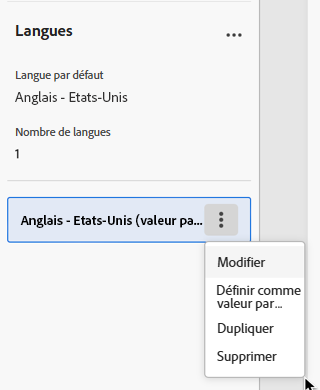 Langues
Langue par défaut
Anglais - Etats-Unis
Nombre de langues
1
Anglais - Etats-Unis (valeur pa...
Modifier
Définir comme
valeur par...
Dupliquer
Supprimer